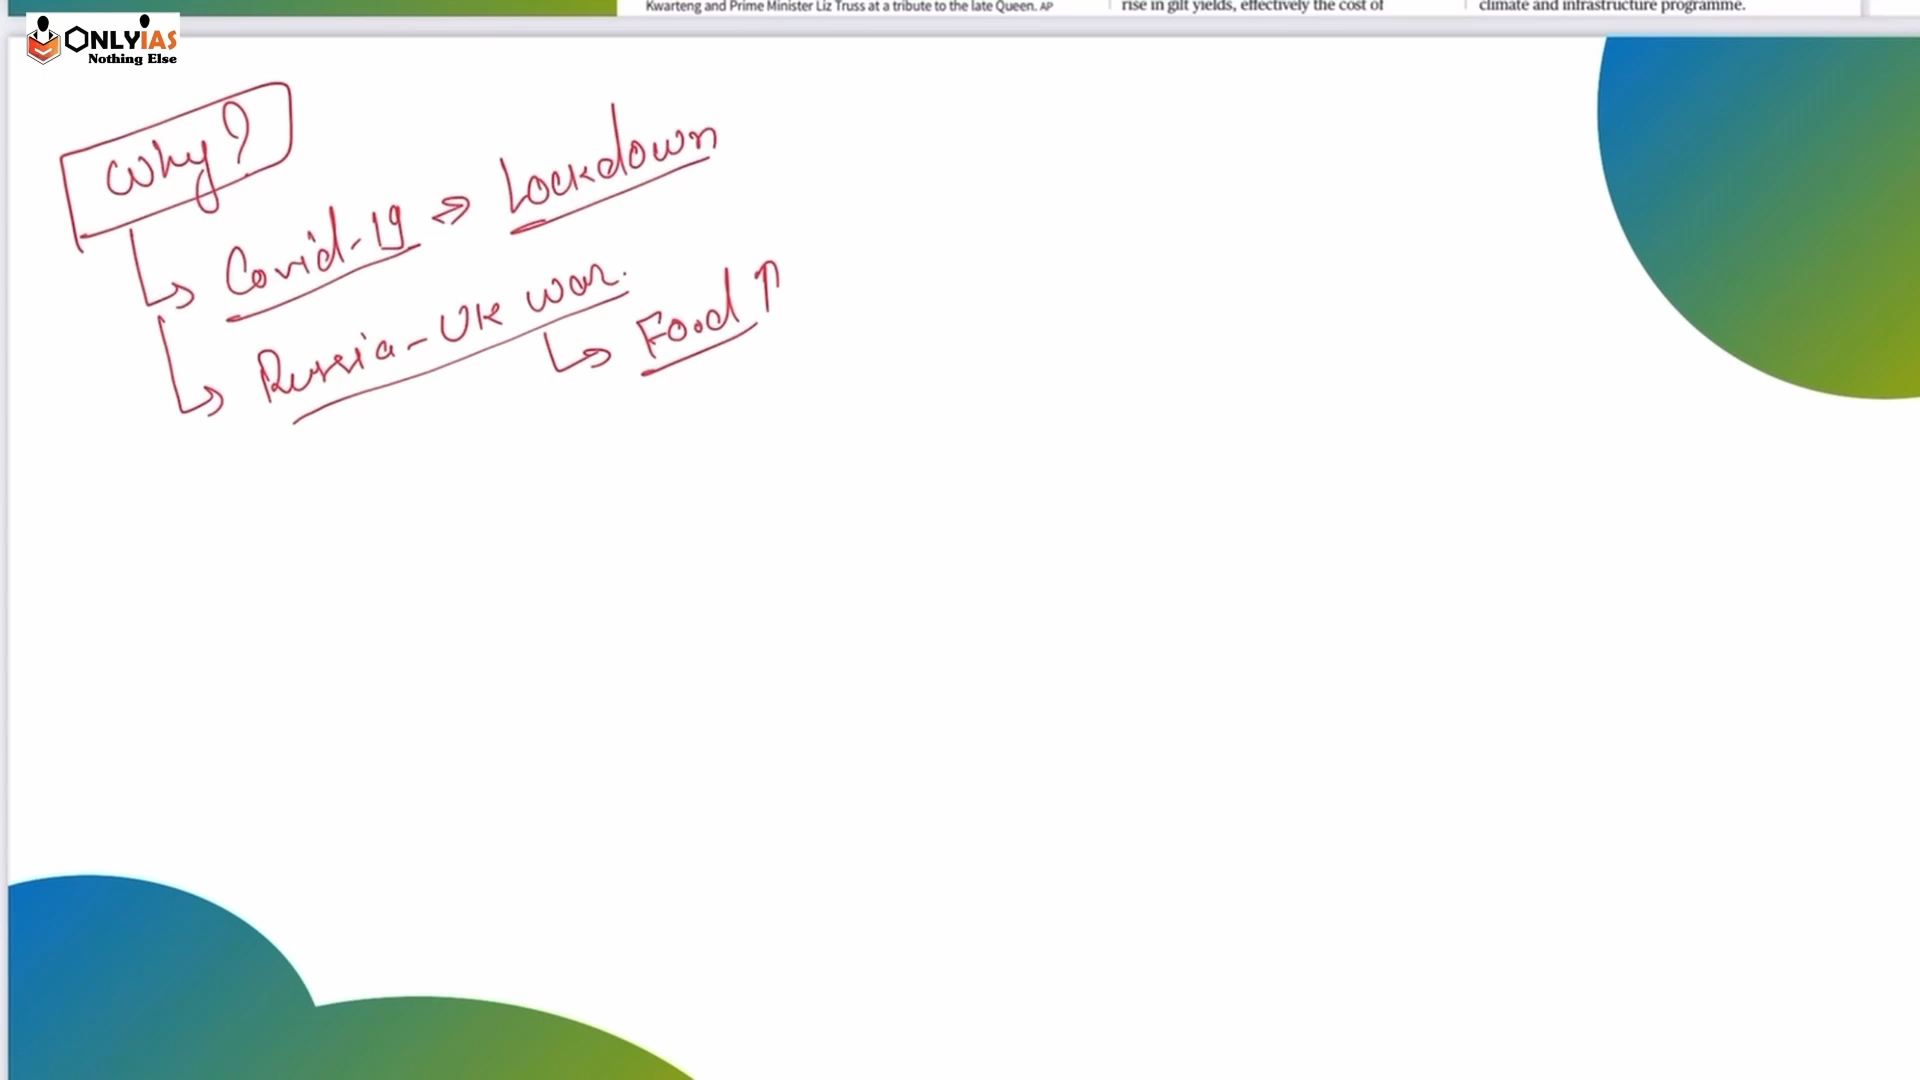 Kwarteng and Prime Minister Liz Truss at a tribute to the late Queen. AP
rise in gilt yields, effectively the cost of
climate and infrastructure programme.
ONLYIAS
Nothing Else
Why?
Covid-19 ⇒ Lockdown
Russia-UK war.
Food ↑